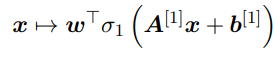 𝒙 ↦ 𝒘^⊤ σ₁ ( 𝑨^[1] 𝒙 + 𝒃^[1] )